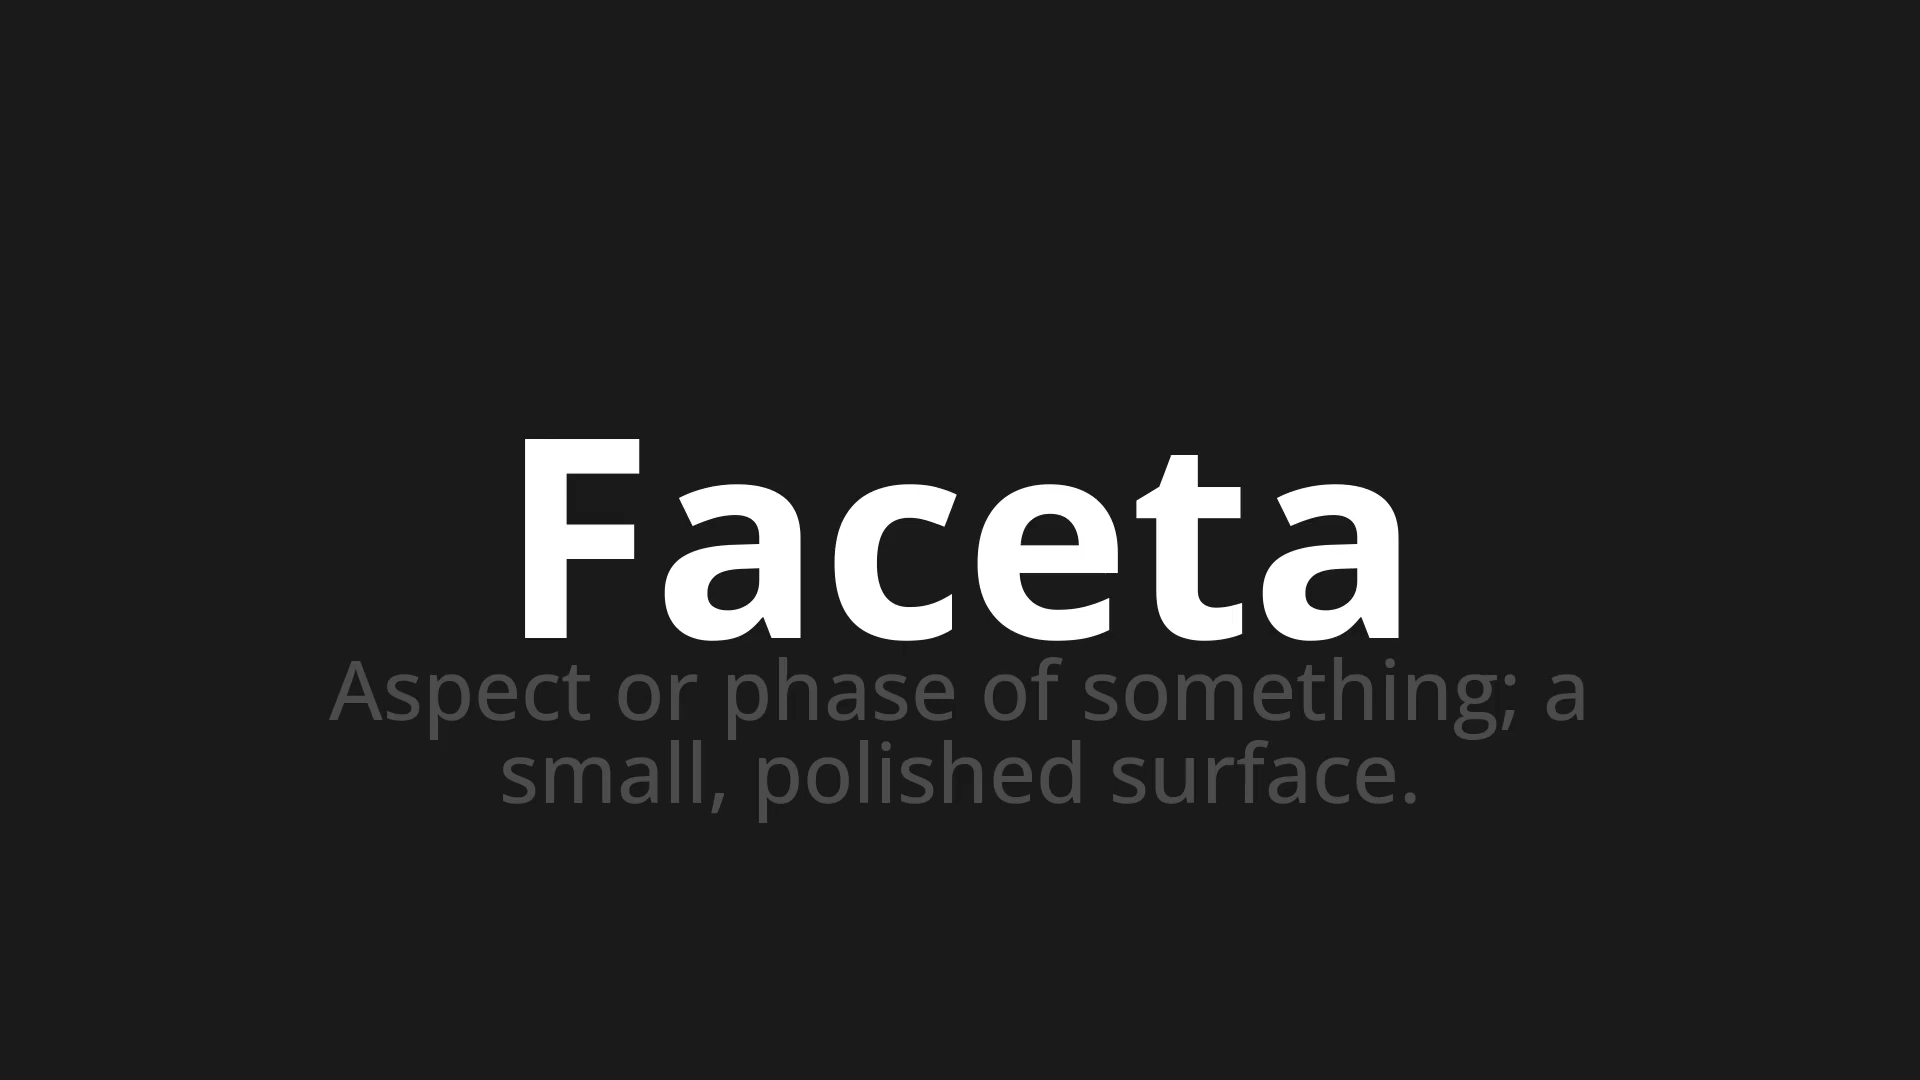 Faceta
Aspect or phase of something; a
small, polished surface.